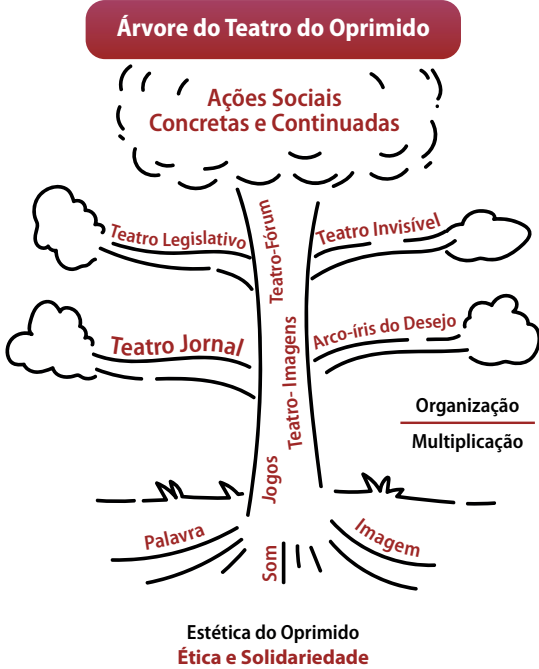 Árvore do Teatro do Oprimido
Ações Sociais
Concretas e Continuadas
Teatro Legislativo
Teatro-Fórum
Teatro Invisível
Teatro Jornal
Teatro- Imagens
Arco-íris do Desejo
Organização
Multiplicação
Jogos
Palavra
Som
Imagem
Estética do Oprimido
Ética e Solidariedade